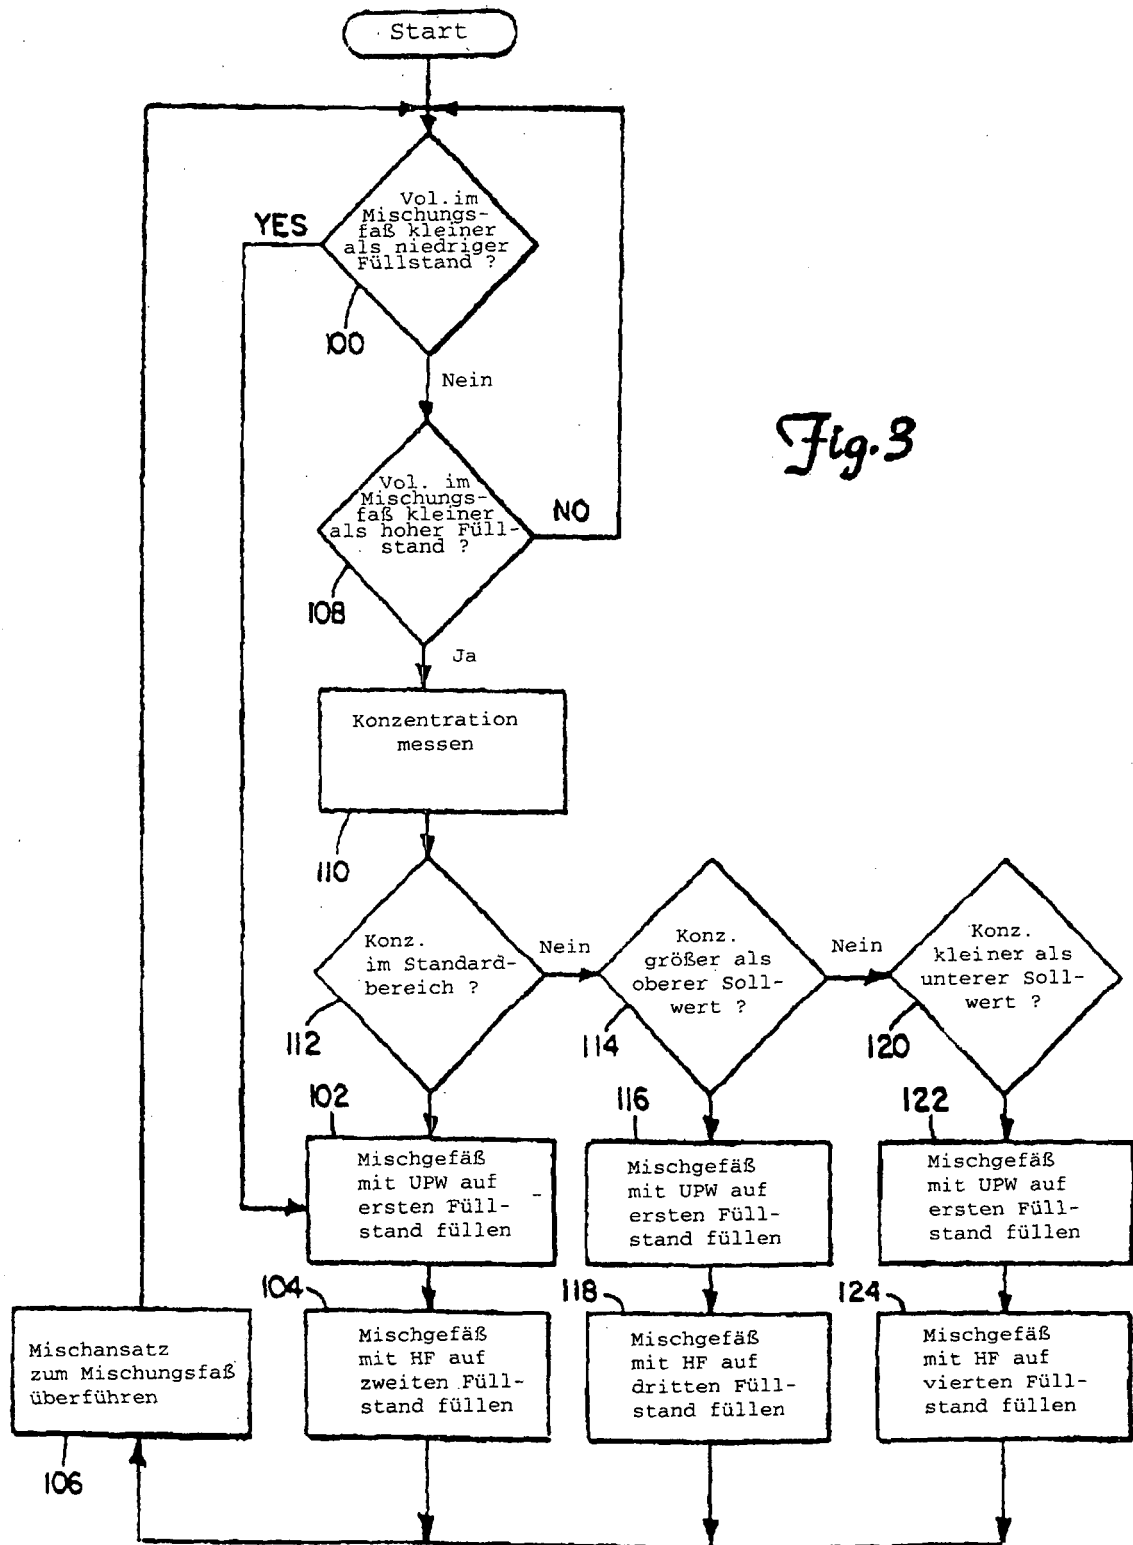 Start
Vol.im
Mischungs-
faß kleiner
als niedriger
Füllstand ?
YES
100
Nein
Fig.3
Vol. im
Mischungs-
faß kleiner
als hoher Füll-
stand ?
NO
108
Ja
Konzentration
messen
110
Konz.
im Standard-
bereich ?
112
Nein
Konz.
größer als
oberer Soll-
wert ?
114
Nein
Konz.
kleiner als
unterer Soll-
wert ?
120
102
Mischgefäß
mit UPW auf
ersten Füll-
stand füllen
116
Mischgefäß
mit UPW auf
ersten Füll-
stand füllen
122
Mischgefäß
mit UPW auf
ersten Füll-
stand füllen
104
Mischgefäß
mit HF auf
zweiten Füll-
stand füllen
118
Mischgefäß
mit HF auf
dritten Füll-
stand füllen
124
Mischgefäß
mit HF auf
vierten Füll-
stand füllen
Mischansatz
zum Mischungsfaß
überführen
106